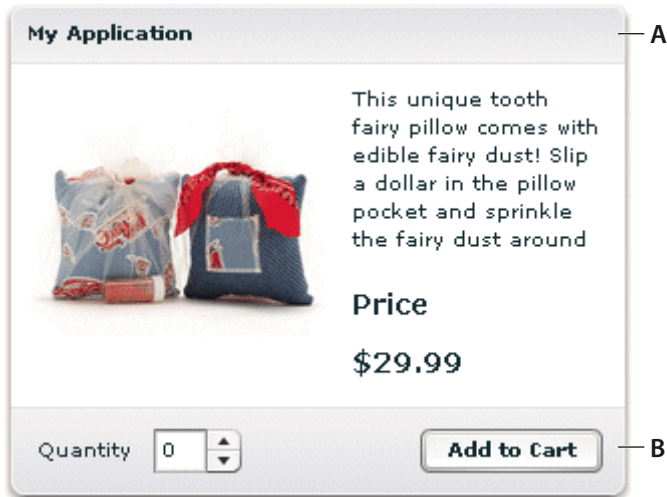 My Application
A
This unique tooth
fairy pillow comes with
edible fairy dust! Slip
a dollar in the pillow
pocket and sprinkle
the fairy dust around
Price
$29.99
Quantity
0
Add to Cart
B